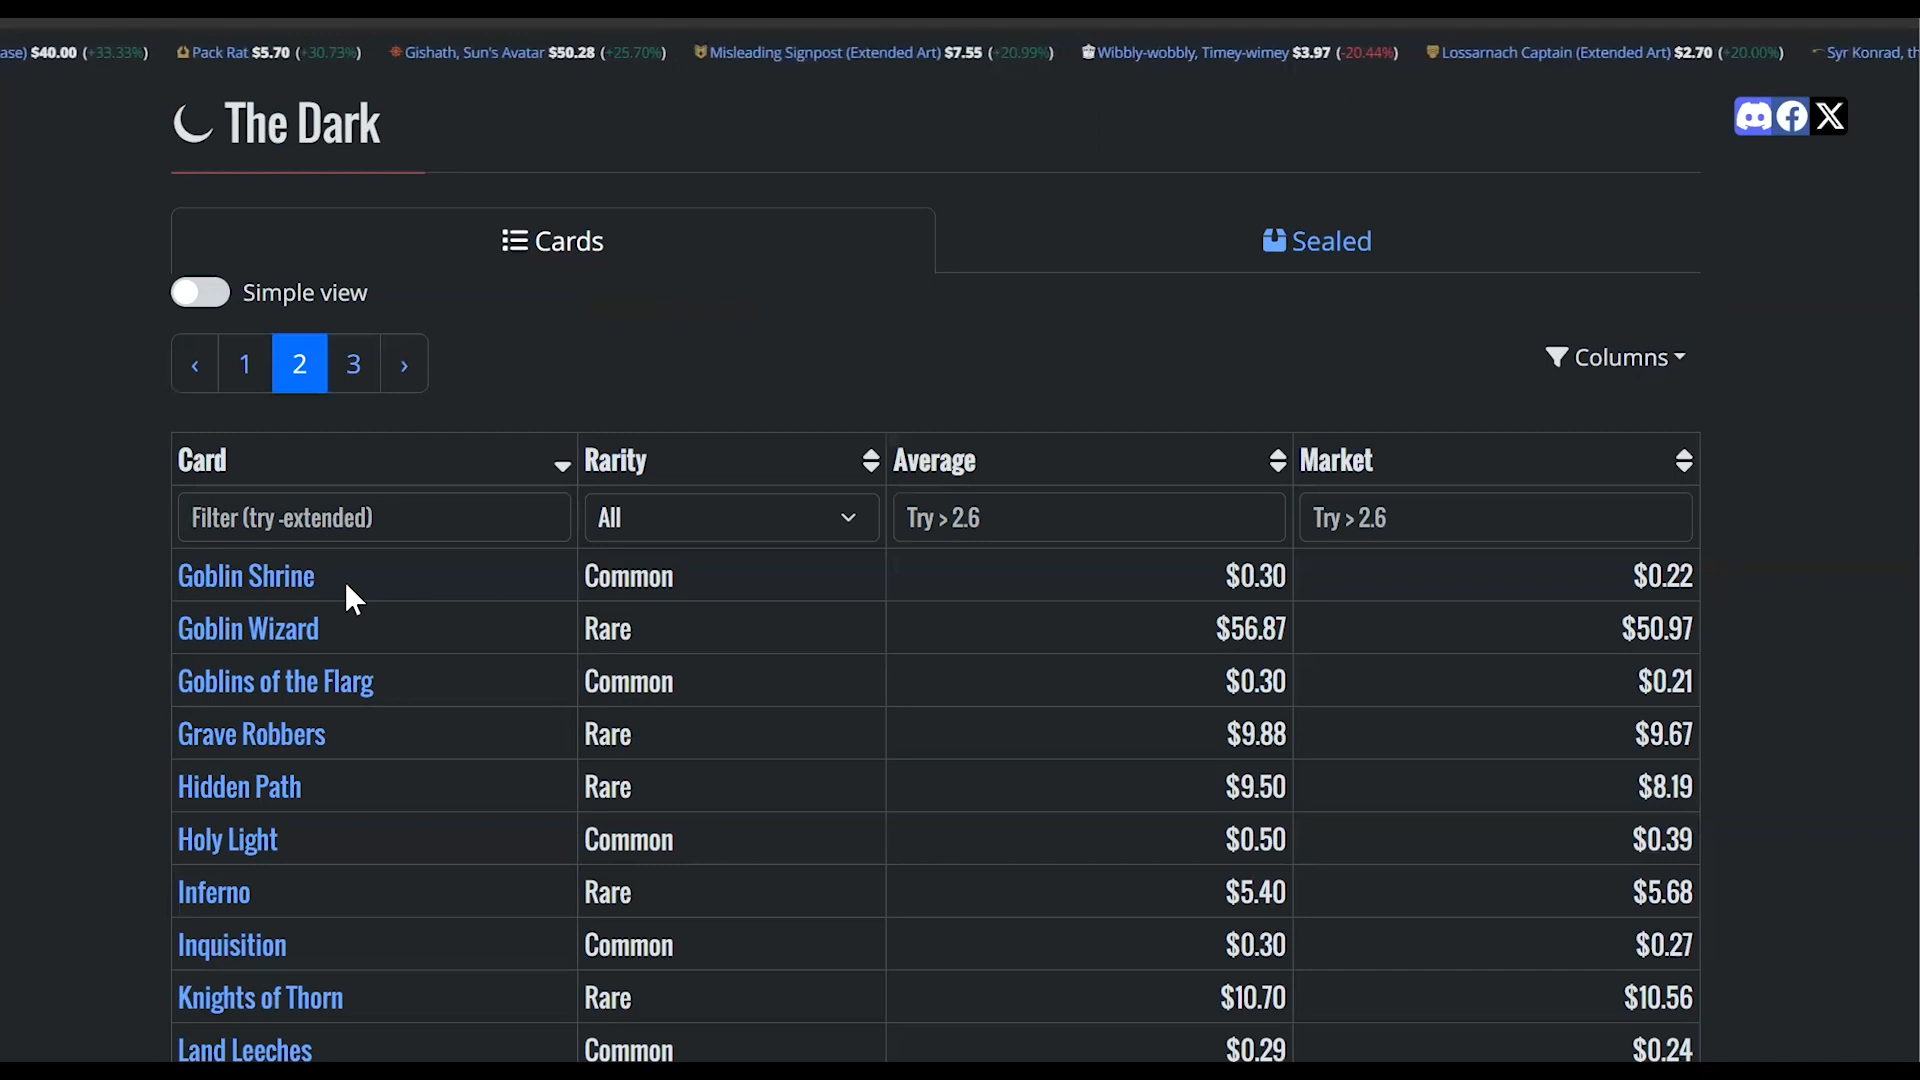 ase) $40.00 (+33.33%) Pack Rat $5.70 (+30.73%) Gishath, Sun's Avatar $50.28 (+25.70%) Misleading Signpost (Extended Art) $7.55 (+20.99%) Wibbly-wobbly, Timey-wimey $3.97 (-20.44%) Lossarnach Captain (Extended Art) $2.70 (+20.00%) Syr Konrad, th
The Dark
Cards Sealed
Simple view
‹ 1 2 3 ›
Columns
Card Rarity Average Market
Filter (try -extended) All Try > 2.6 Try > 2.6
Goblin Shrine Common $0.30 $0.22
Goblin Wizard Rare $56.87 $50.97
Goblins of the Flarg Common $0.30 $0.21
Grave Robbers Rare $9.88 $9.67
Hidden Path Rare $9.50 $8.19
Holy Light Common $0.50 $0.39
Inferno Rare $5.40 $5.68
Inquisition Common $0.30 $0.27
Knights of Thorn Rare $10.70 $10.56
Land Leeches Common $0.29 $0.24